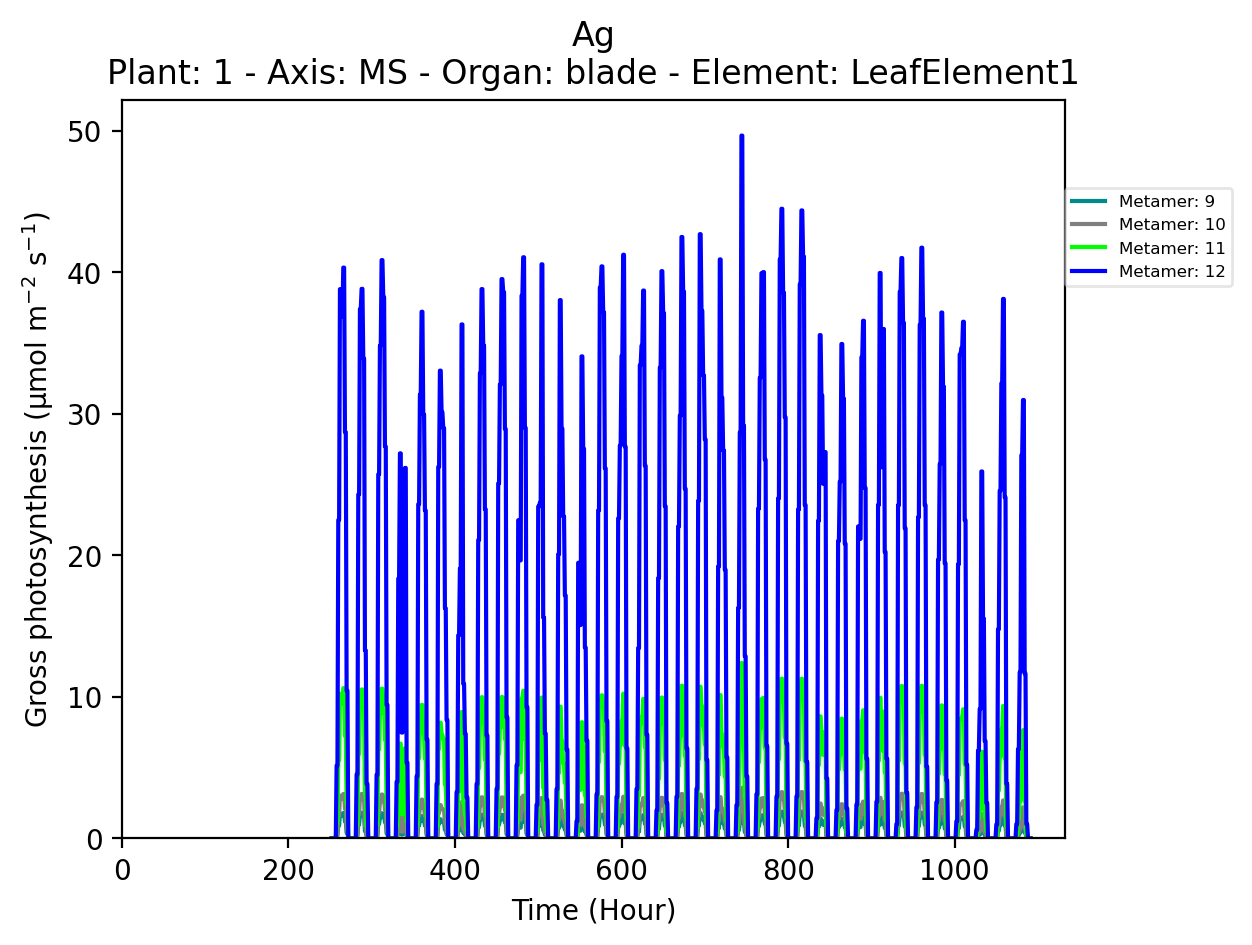 Ag
Plant: 1 - Axis: MS - Organ: blade - Element: LeafElement1
Gross photosynthesis (µmol m⁻² s⁻¹)
50
40
30
20
10
0
0 200 400 600 800 1000
Time (Hour)
Metamer: 9
Metamer: 10
Metamer: 11
Metamer: 12